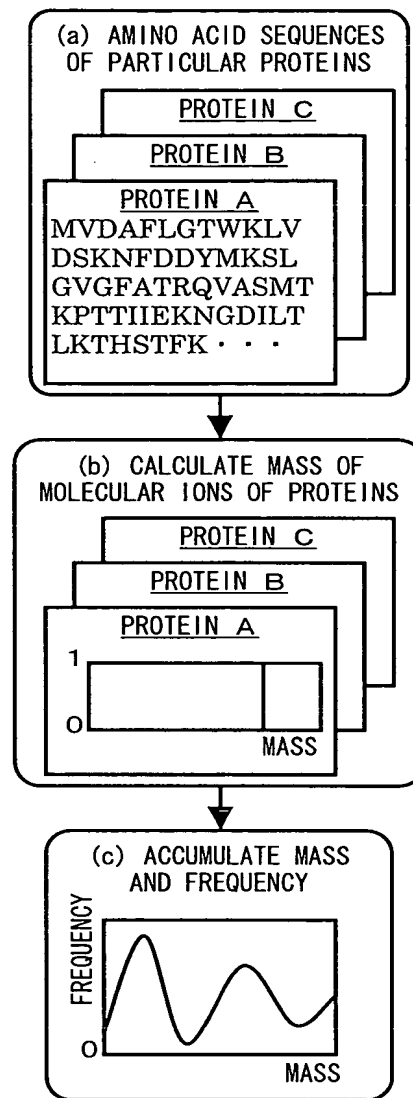 (a) AMINO ACID SEQUENCES
OF PARTICULAR PROTEINS
PROTEIN C
PROTEIN B
PROTEIN A
MVDAFLGTWKLV
DSKNFDDYMKSL
GVGFATRQVASMT
KPTTIIEKNGDILT
LKTHSTFK · · ·
(b) CALCULATE MASS OF
MOLECULAR IONS OF PROTEINS
PROTEIN C
PROTEIN B
PROTEIN A
1
0
MASS
(c) ACCUMULATE MASS
AND FREQUENCY
FREQUENCY
0
MASS